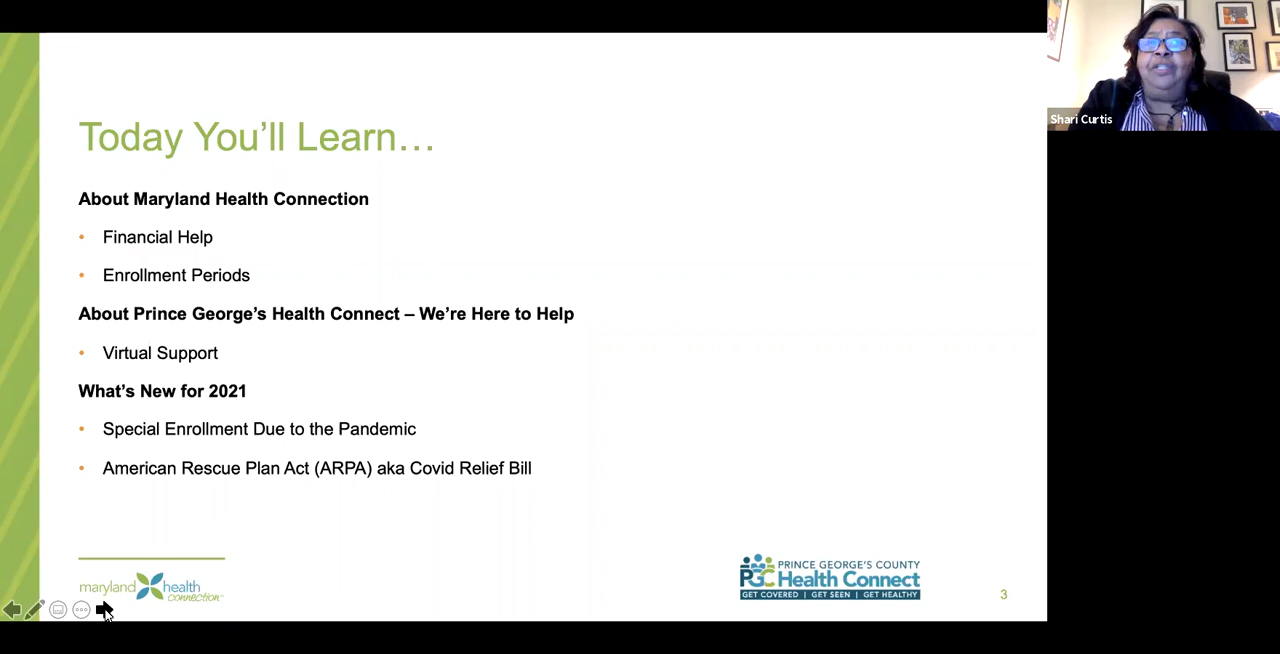 Today You’ll Learn…
About Maryland Health Connection
• Financial Help
• Enrollment Periods
About Prince George’s Health Connect – We’re Here to Help
• Virtual Support
What’s New for 2021
• Special Enrollment Due to the Pandemic
• American Rescue Plan Act (ARPA) aka Covid Relief Bill
maryland health
connection
PRINCE GEORGE'S COUNTY
PGC Health Connect
GET COVERED | GET SEEN | GET HEALTHY
3
Shari Curtis